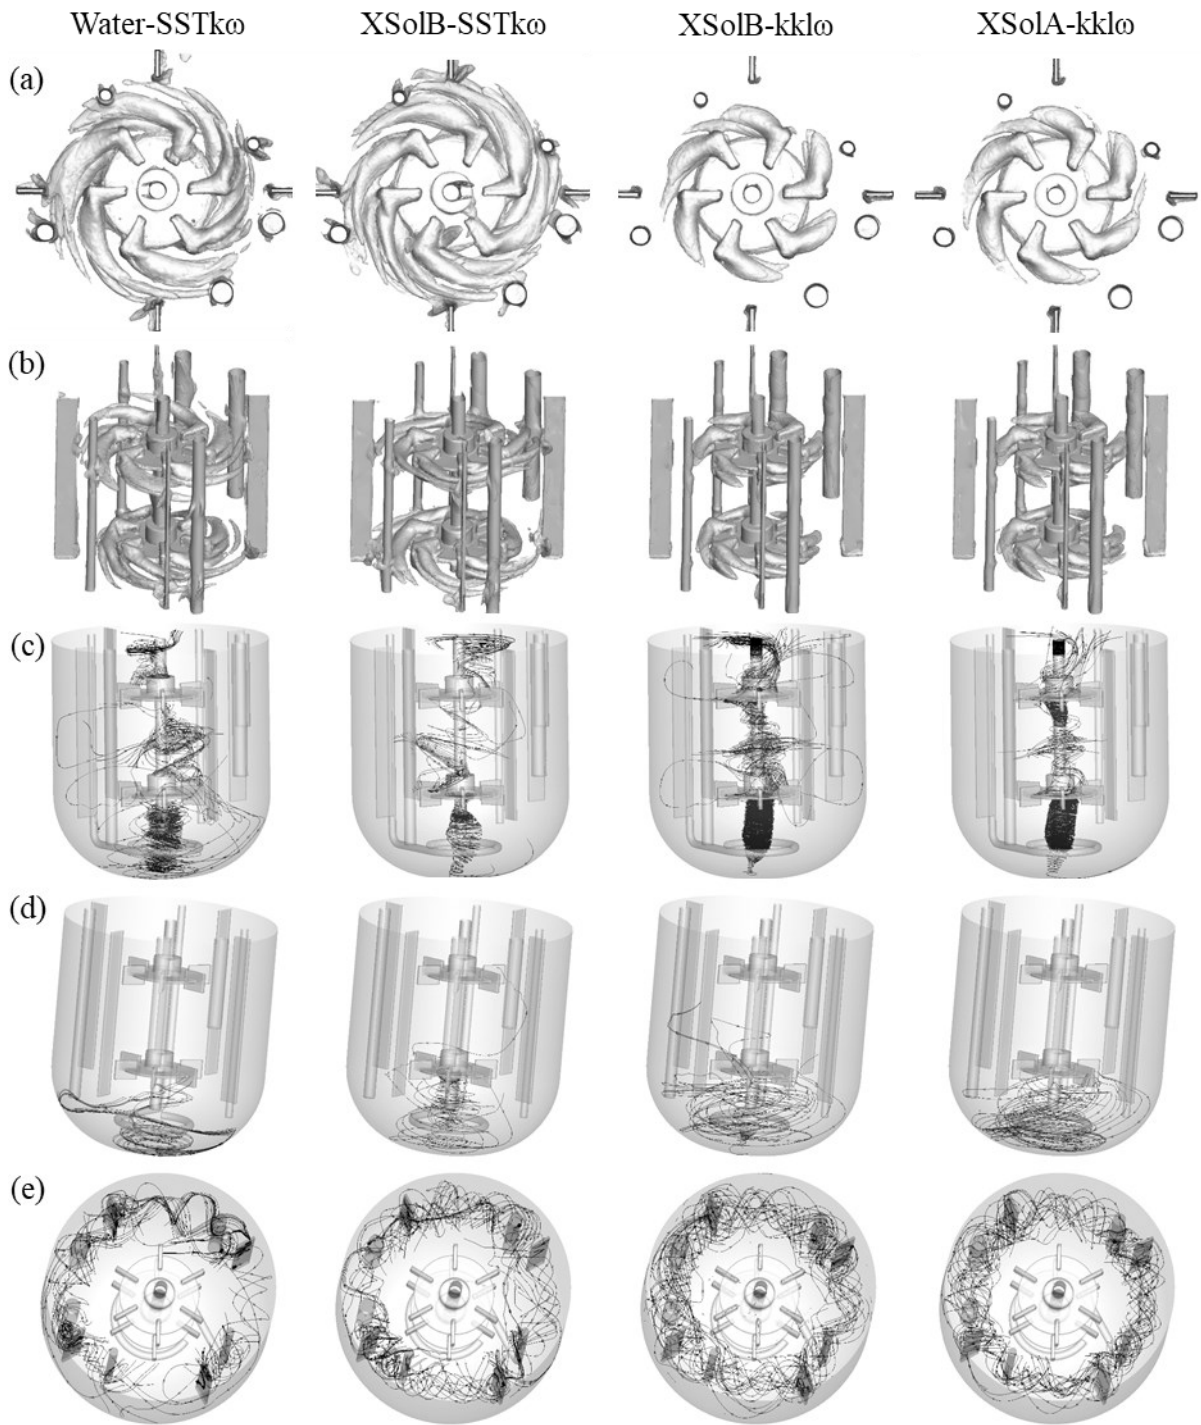 Water-SSTkω XSolB-SSTkω XSolB-kklω XSolA-kklω
(a)
(b)
(c)
(d)
(e)